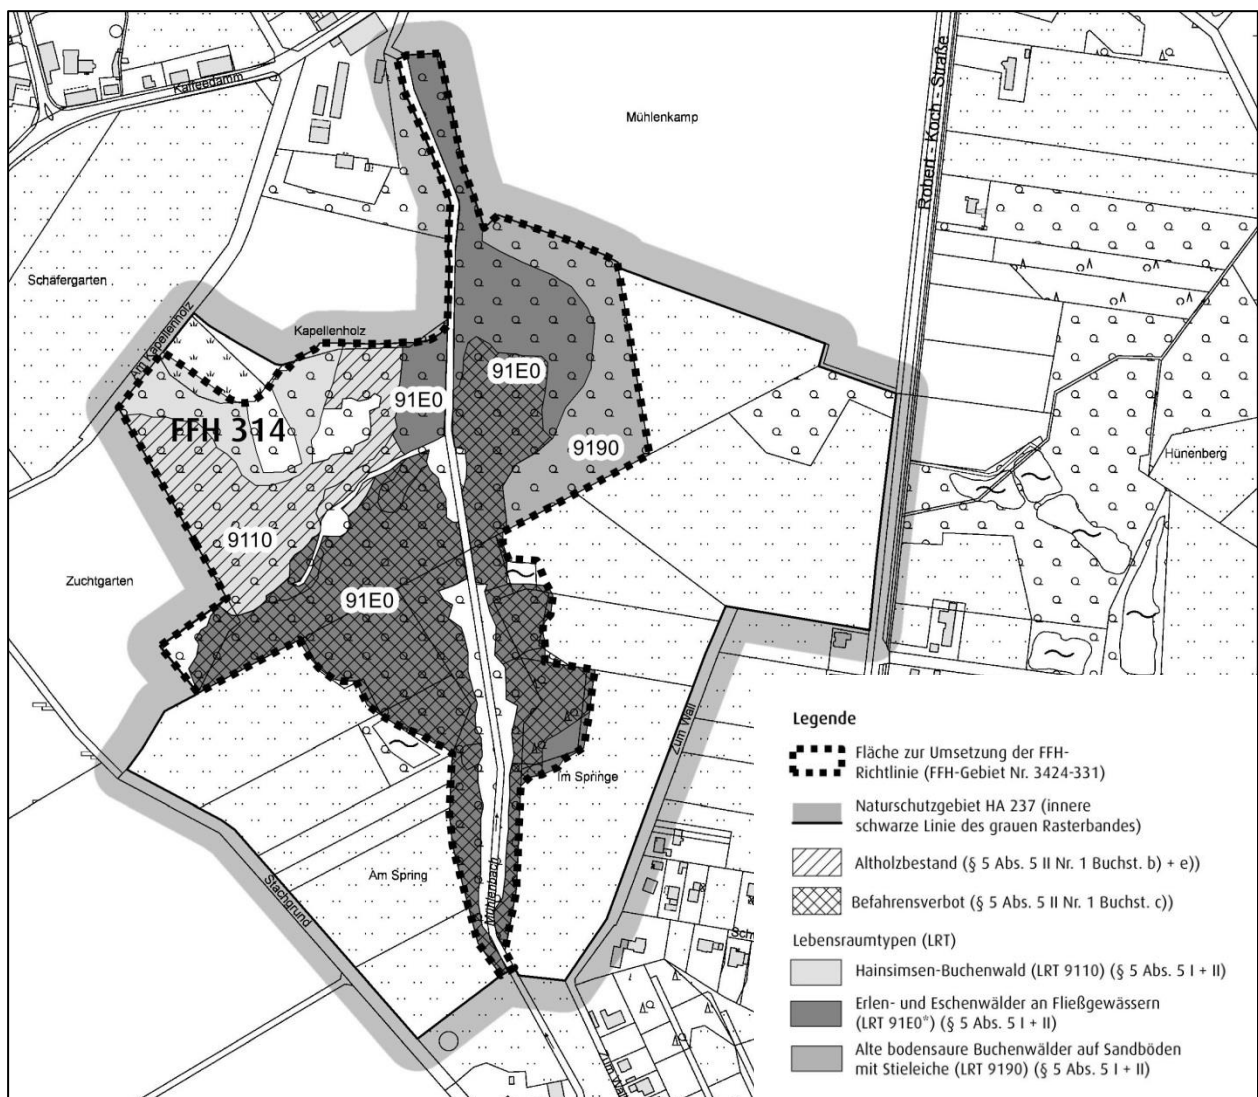 Kaffeedamm
Mühlenkamp
Robert - Koch - Straße
Schäfergarten
Am Kapellenholz
Kapellenholz
91E0
91E0
FFH 314
9190
Hünenberg
9110
Zuchtgarten
91E0
Zum Wall
Im Springe
Am Spring
Mühlenbach
Stachgrund
Sch
Zum Wa
Legende
Fläche zur Umsetzung der FFH-
Richtlinie (FFH-Gebiet Nr. 3424-331)
Naturschutzgebiet HA 237 (innere
schwarze Linie des grauen Rasterbandes)
Altholzbestand (§ 5 Abs. 5 II Nr. 1 Buchst. b) + e))
Befahrensverbot (§ 5 Abs. 5 II Nr. 1 Buchst. c))
Lebensraumtypen (LRT)
Hainsimsen-Buchenwald (LRT 9110) (§ 5 Abs. 5 I + II)
Erlen- und Eschenwälder an Fließgewässern
(LRT 91E0*) (§ 5 Abs. 5 I + II)
Alte bodensaure Buchenwälder auf Sandböden
mit Stieleiche (LRT 9190) (§ 5 Abs. 5 I + II)